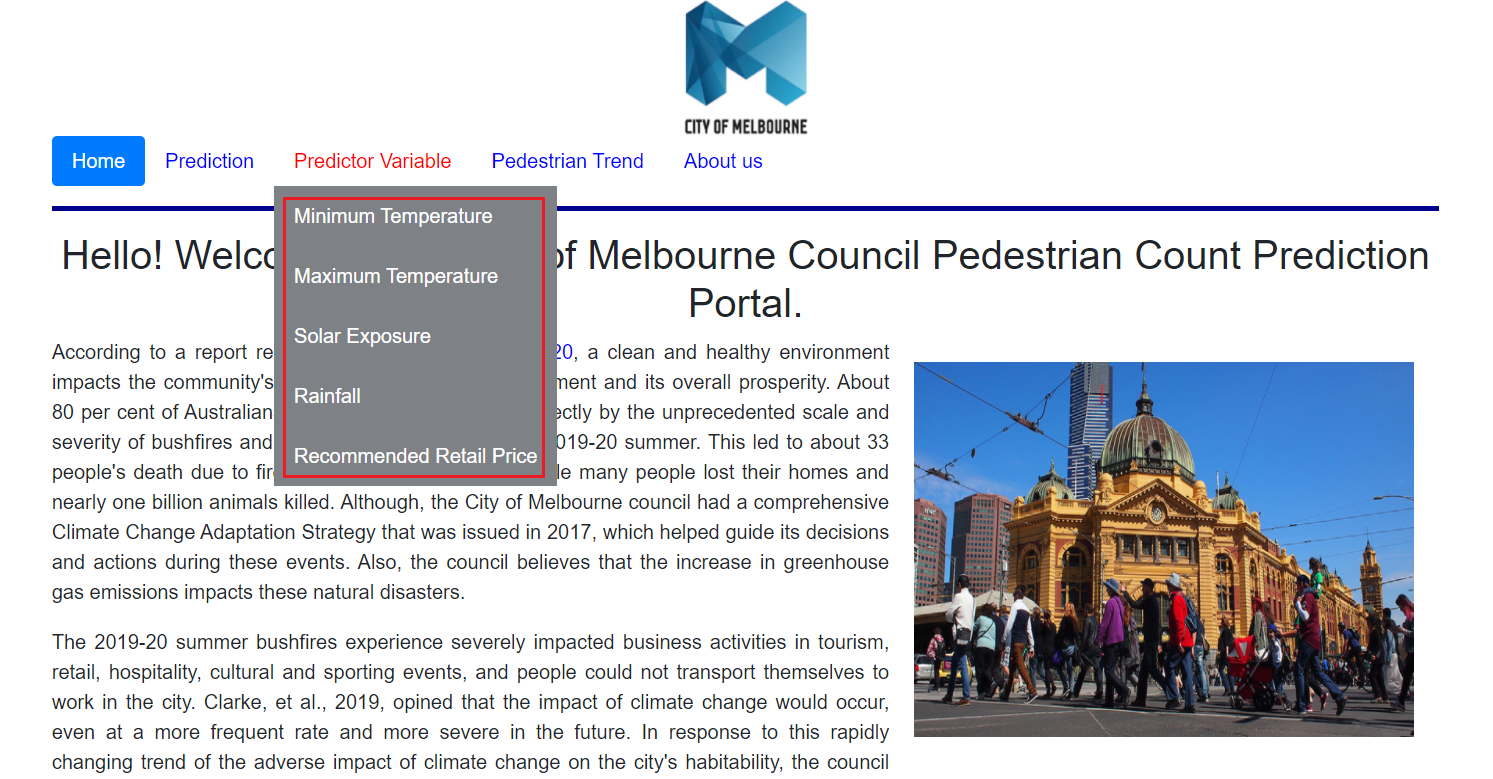 CITY OF MELBOURNE
Home Prediction Predictor Variable Pedestrian Trend About us
Minimum Temperature
Maximum Temperature
Solar Exposure
Rainfall
Recommended Retail Price
Hello! of Melbourne Council Pedestrian Count Prediction
Portal.
According to a report 20, a clean and healthy environment
impacts the community's and its overall prosperity. About
80 per cent of by the unprecedented scale and
severity of bushfires and 2019-20 summer. This led to about 33
people's death due to many people lost their homes and
nearly one billion animals killed. Although, the City of Melbourne council had a comprehensive
Climate Change Adaptation Strategy that was issued in 2017, which helped guide its decisions
and actions during these events. Also, the council believes that the increase in greenhouse
gas emissions impacts these natural disasters.
The 2019-20 summer bushfires experience severely impacted business activities in tourism,
retail, hospitality, cultural and sporting events, and people could not transport themselves to
work in the city. Clarke, et al., 2019, opined that the impact of climate change would occur,
even at a more frequent rate and more severe in the future. In response to this rapidly
changing trend of the adverse impact of climate change on the city's habitability, the council